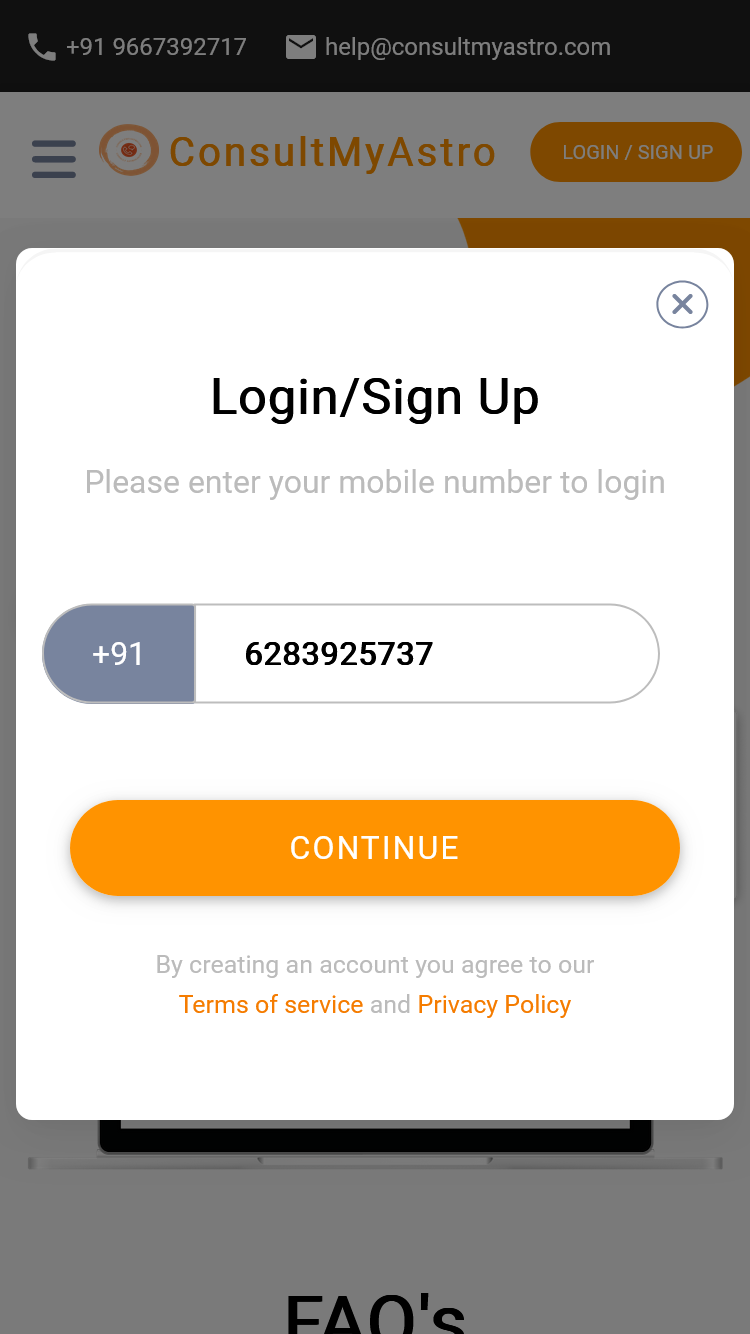 +91 9667392717 help@consultmyastro.com
ConsultMyAstro LOGIN / SIGN UP
Login/Sign Up
Please enter your mobile number to login
+91 6283925737
CONTINUE
By creating an account you agree to our
Terms of service and Privacy Policy
FAQ's